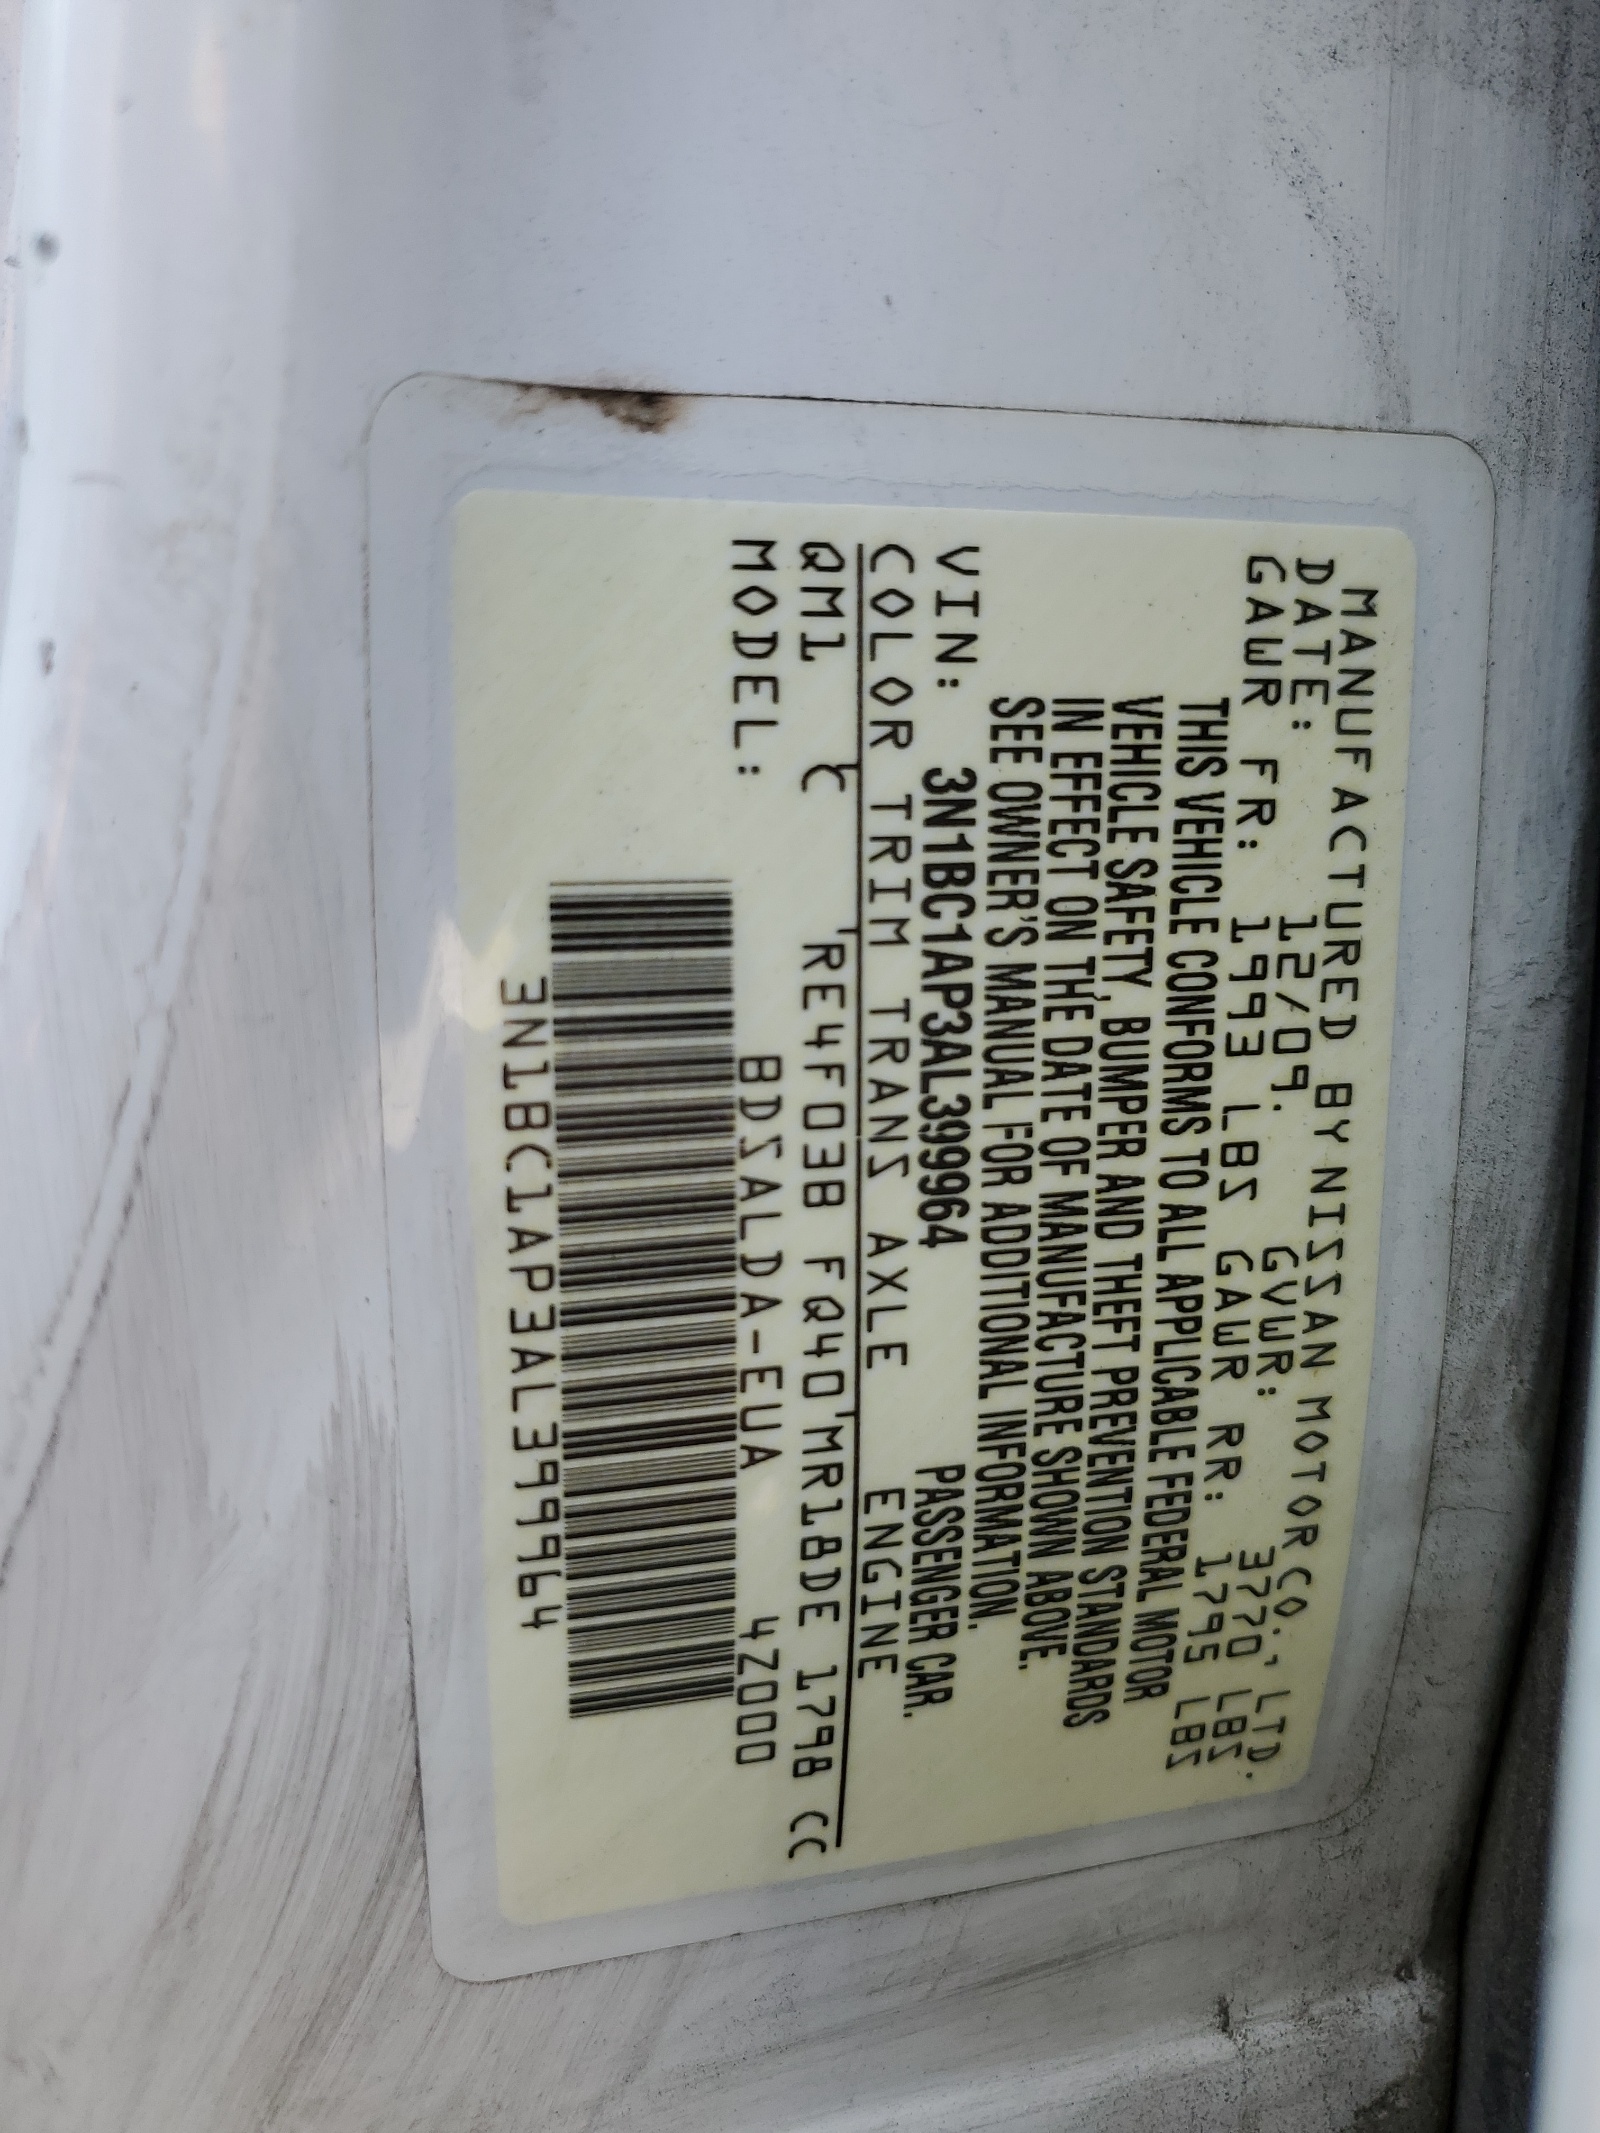 MANUFACTURED BY NISSAN MOTOR CO., LTD.
DATE: 12/09. GVWR: 3770 LBS
GAWR FR: 1993 LBS GAWR RR: 1795 LBS
THIS VEHICLE CONFORMS TO ALL APPLICABLE FEDERAL MOTOR
VEHICLE SAFETY, BUMPER AND THEFT PREVENTION STANDARDS
IN EFFECT ON THE DATE OF MANUFACTURE SHOWN ABOVE.
SEE OWNER'S MANUAL FOR ADDITIONAL INFORMATION.
VIN: 3N1BC1AP3AL399964 PASSENGER CAR.
COLOR TRIM TRANS AXLE ENGINE
QM1 C RE4F03B FQ40 MR18DE 1798 CC
MODEL: BDSALDA-EUA 4Z000
3N1BC1AP3AL399964